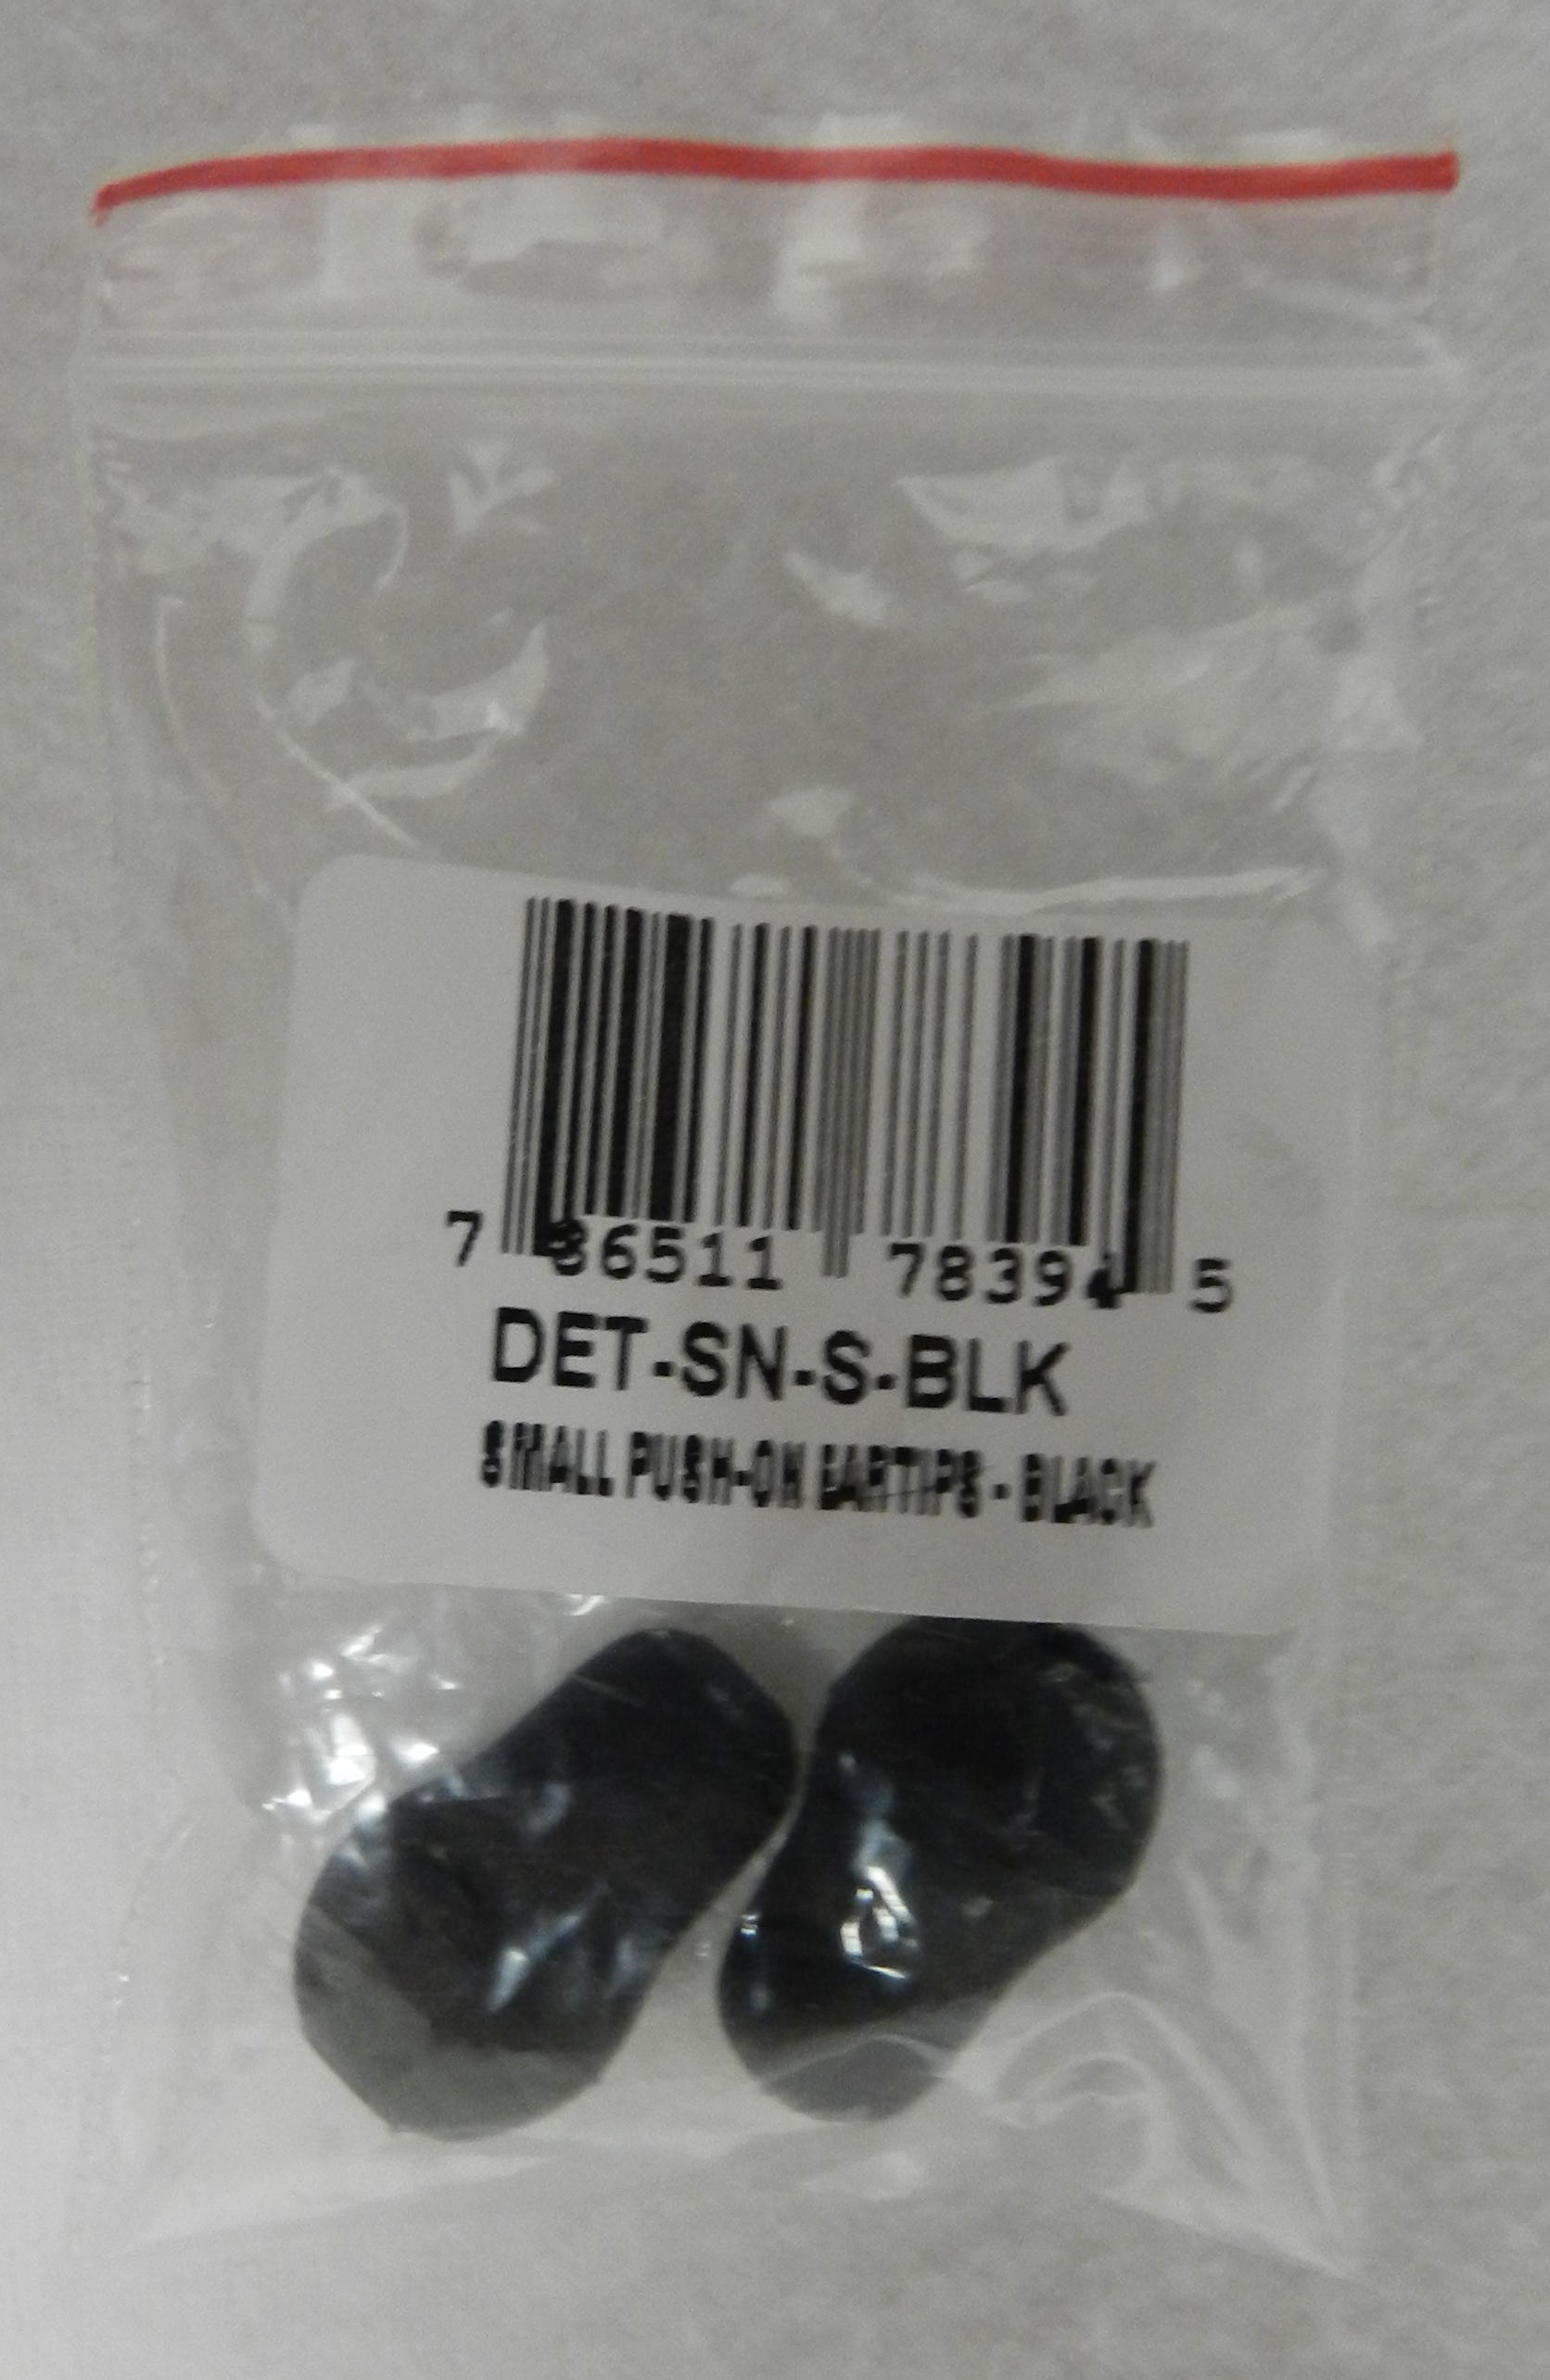 7 86511 78394 5
DET-SN-S-BLK
SMALL PUSH-ON EARTIPS - BLACK